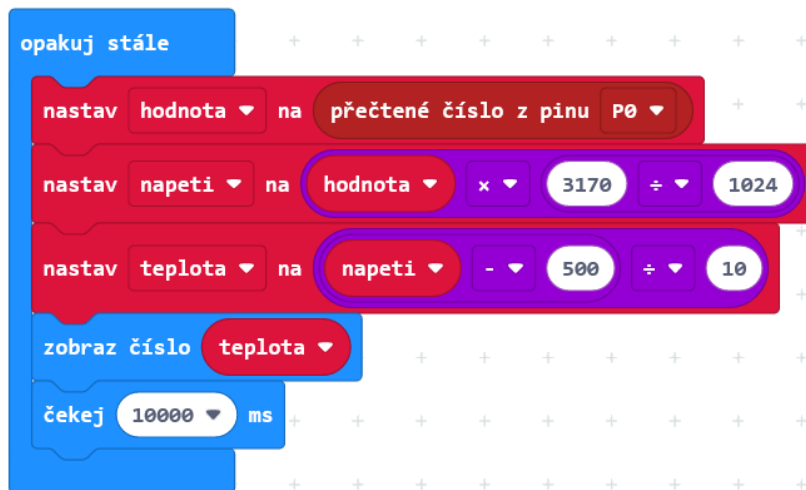 opakuj stále
nastav hodnota na přečtené číslo z pinu P0
nastav napeti na hodnota × 3170 ÷ 1024
nastav teplota na napeti - 500 ÷ 10
zobraz číslo teplota
čekej 10000 ms